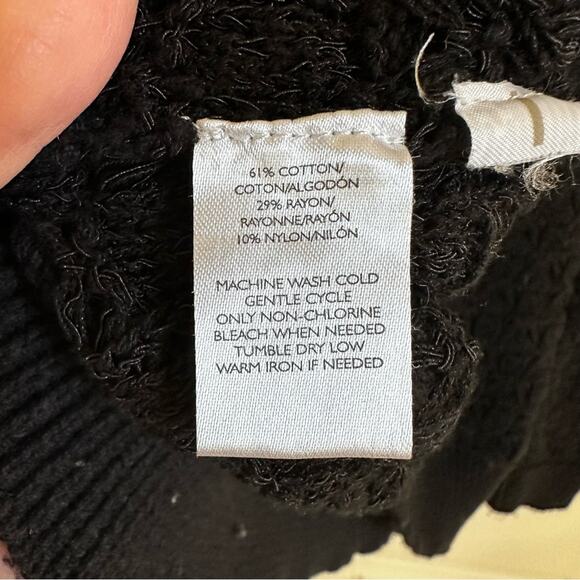 61% COTTON/
COTON/ALGODÓN
29% RAYON/
RAYONNE/RAYÓN
10% NYLON/NILÓN
MACHINE WASH COLD
GENTLE CYCLE
ONLY NON-CHLORINE
BLEACH WHEN NEEDED
TUMBLE DRY LOW
WARM IRON IF NEEDED